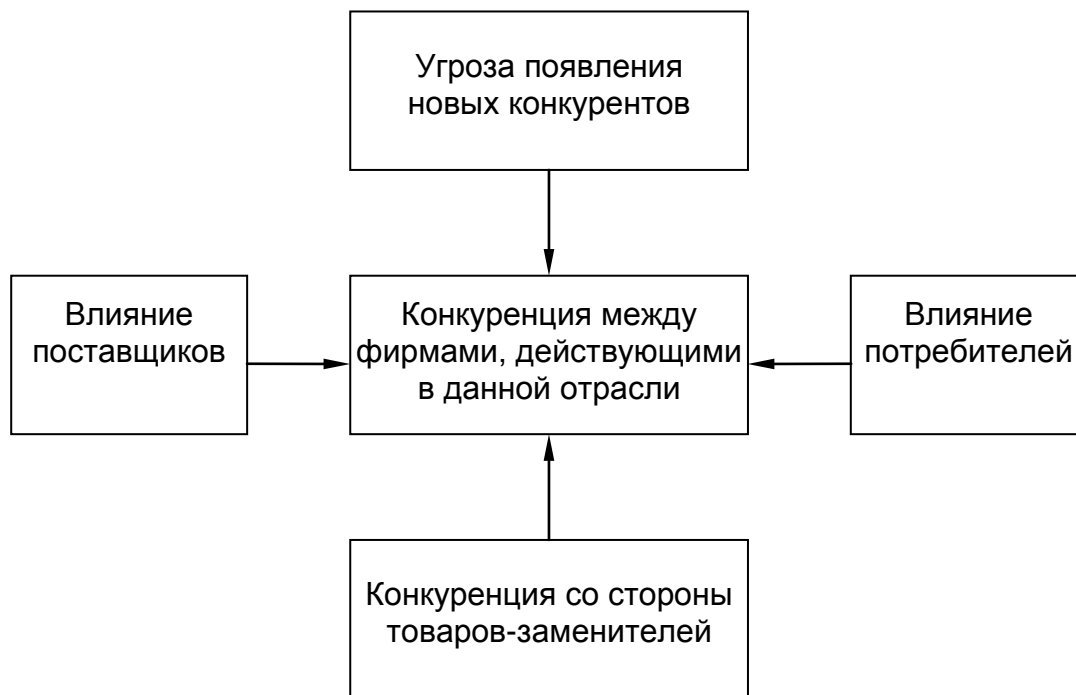 Угроза появления
новых конкурентов
Влияние
поставщиков
Конкуренция между
фирмами, действующими
в данной отрасли
Влияние
потребителей
Конкуренция со стороны
товаров-заменителей